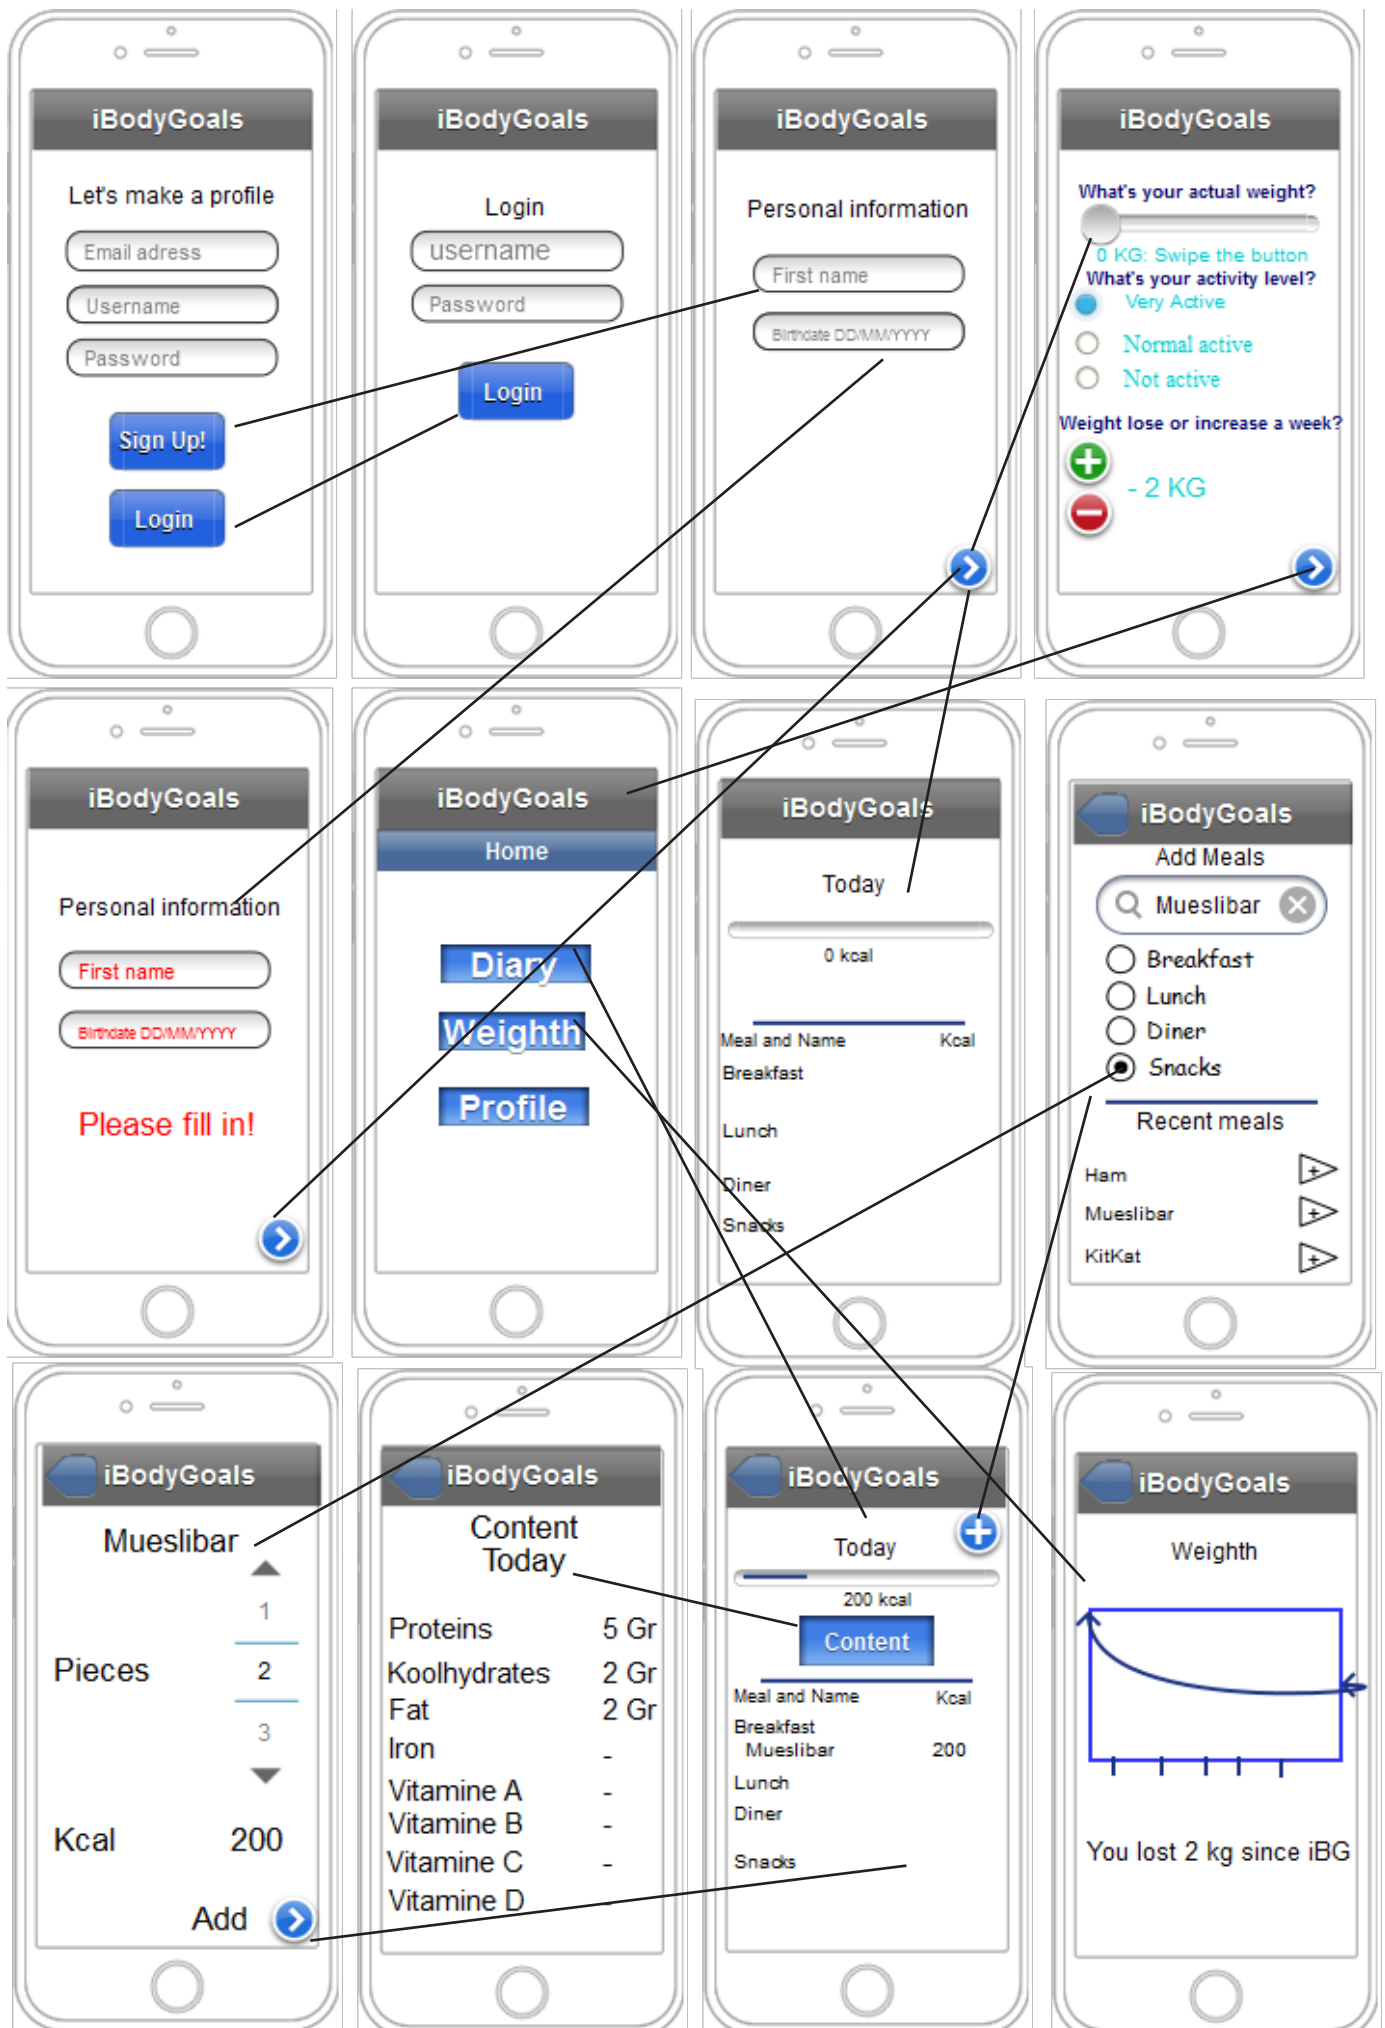 iBodyGoals
Let's make a profile
Email adress
Username
Password
Sign Up!
Login
iBodyGoals
Login
username
Password
Login
iBodyGoals
Personal information
First name
Birthdate DD/MM/YYYY
iBodyGoals
What's your actual weight?
0 KG: Swipe the button
What's your activity level?
Very Active
Normal active
Not active
Weight lose or increase a week?
- 2 KG
iBodyGoals
Personal information
First name
Birthdate DD/MM/YYYY
Please fill in!
iBodyGoals
Home
Diary
Weighth
Profile
iBodyGoals
Today
0 kcal
Meal and Name Kcal
Breakfast
Lunch
Diner
Snacks
iBodyGoals
Add Meals
Mueslibar
Breakfast
Lunch
Diner
Snacks
Recent meals
Ham
Mueslibar
KitKat
iBodyGoals
Mueslibar
1
Pieces 2
3
Kcal 200
Add
iBodyGoals
Content
Today
Proteins 5 Gr
Koolhydrates 2 Gr
Fat 2 Gr
Iron -
Vitamine A -
Vitamine B -
Vitamine C -
Vitamine D -
iBodyGoals
Today
200 kcal
Content
Meal and Name Kcal
Breakfast
Mueslibar 200
Lunch
Diner
Snacks
iBodyGoals
Weighth
You lost 2 kg since iBG